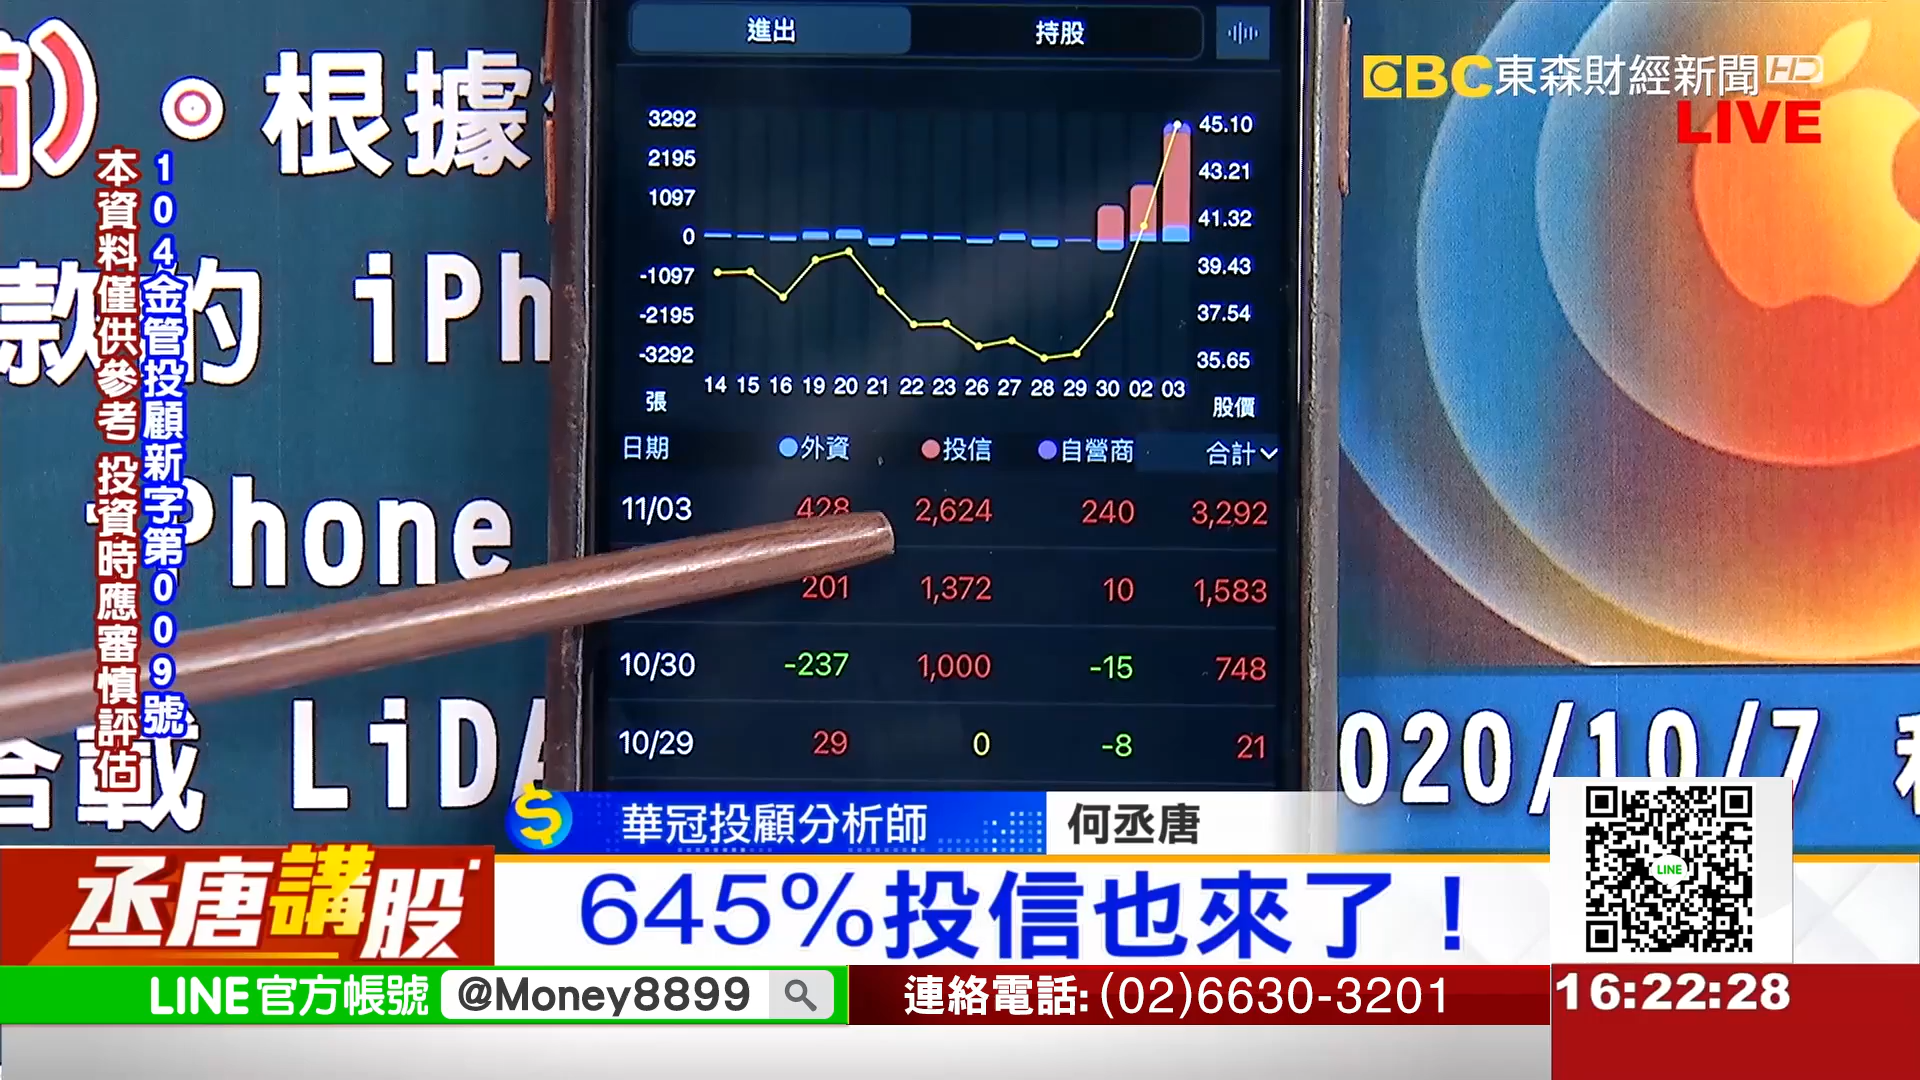 進出
持股
EBC東森財經新聞HD
LIVE
本資料僅供參考 投資時應審慎評估
104金管投顧新字第009號
根據
款的 iPh
Phone
搭載 LiDA
020/10/7
3292
2195
1097
0
-1097
-2195
-3292
張
45.10
43.21
41.32
39.43
37.54
35.65
股價
14 15 16 19 20 21 22 23 26 27 28 29 30 02 03
日期 外資 投信 自營商 合計
11/03 428 2,624 240 3,292
201 1,372 10 1,583
10/30 -237 1,000 -15 748
10/29 29 0 -8 21
$
華冠投顧分析師 何丞唐
丞唐講股
645%投信也來了！
LINE
LINE官方帳號 @Money8899
連絡電話:(02)6630-3201
16:22:28